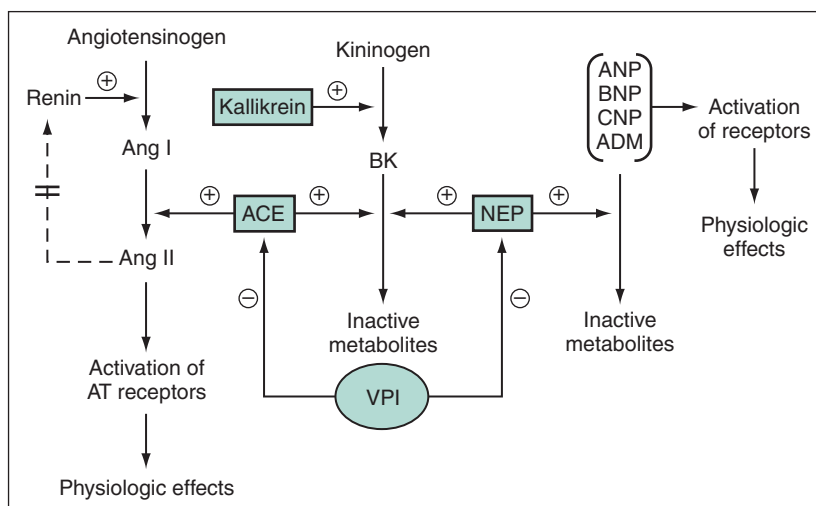 Angiotensinogen
Renin
+
Ang I
Ang II
Activation of
AT receptors
Physiologic effects
Kininogen
Kallikrein
+
BK
+
ACE
+
+
NEP
+
−
−
Inactive
metabolites
VPI
ANP
BNP
CNP
ADM
Activation
of receptors
Physiologic
effects
Inactive
metabolites